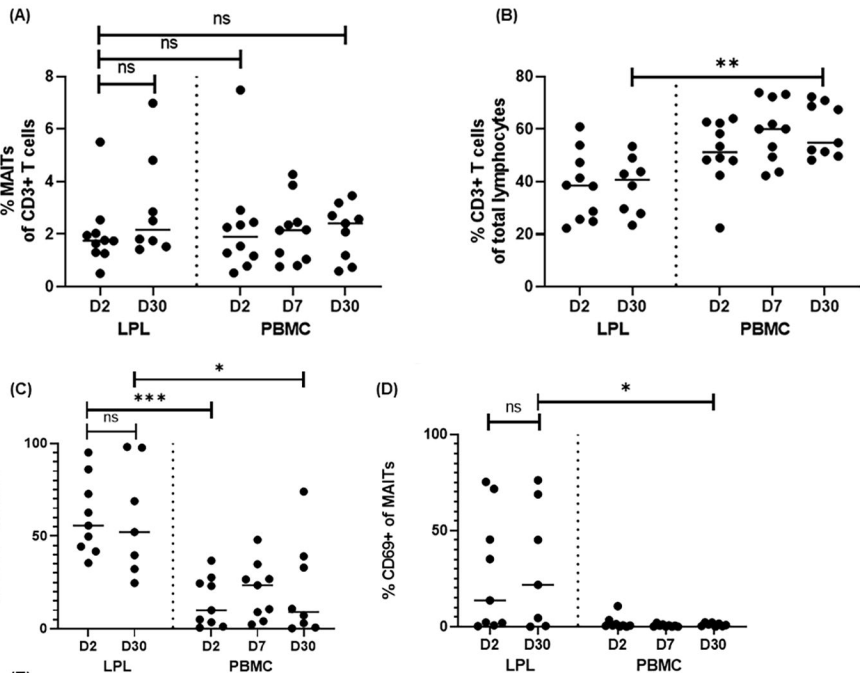 (A)
ns
ns
ns
% MAITs
of CD3+ T cells
8
6
4
2
0
D2 D30 D2 D7 D30
LPL PBMC
(B)
**
% CD3+ T cells
of total lymphocytes
80
60
40
20
0
D2 D30 D2 D7 D30
LPL PBMC
(C)
*
***
ns
100
50
0
D2 D30 D2 D7 D30
LPL PBMC
(D)
*
ns
% CD69+ of MAITs
100
50
0
D2 D30 D2 D7 D30
LPL PBMC